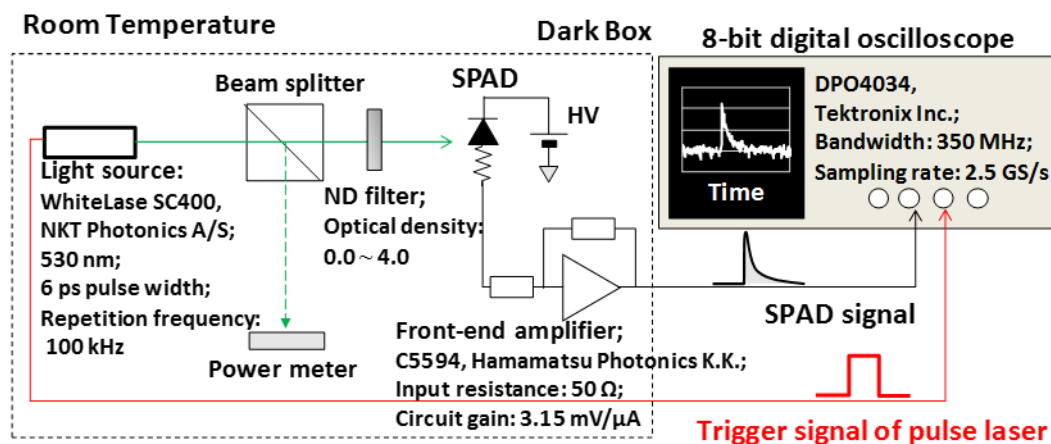 Room Temperature
Dark Box
8-bit digital oscilloscope
Beam splitter
SPAD
HV
DPO4034,
Tektronix Inc.;
Bandwidth: 350 MHz;
Sampling rate: 2.5 GS/s
Time
Light source:
WhiteLase SC400,
NKT Photonics A/S;
530 nm;
6 ps pulse width;
Repetition frequency:
100 kHz
ND filter;
Optical density:
0.0 ~ 4.0
Power meter
Front-end amplifier;
C5594, Hamamatsu Photonics K.K.;
Input resistance: 50 Ω;
Circuit gain: 3.15 mV/μA
SPAD signal
Trigger signal of pulse laser